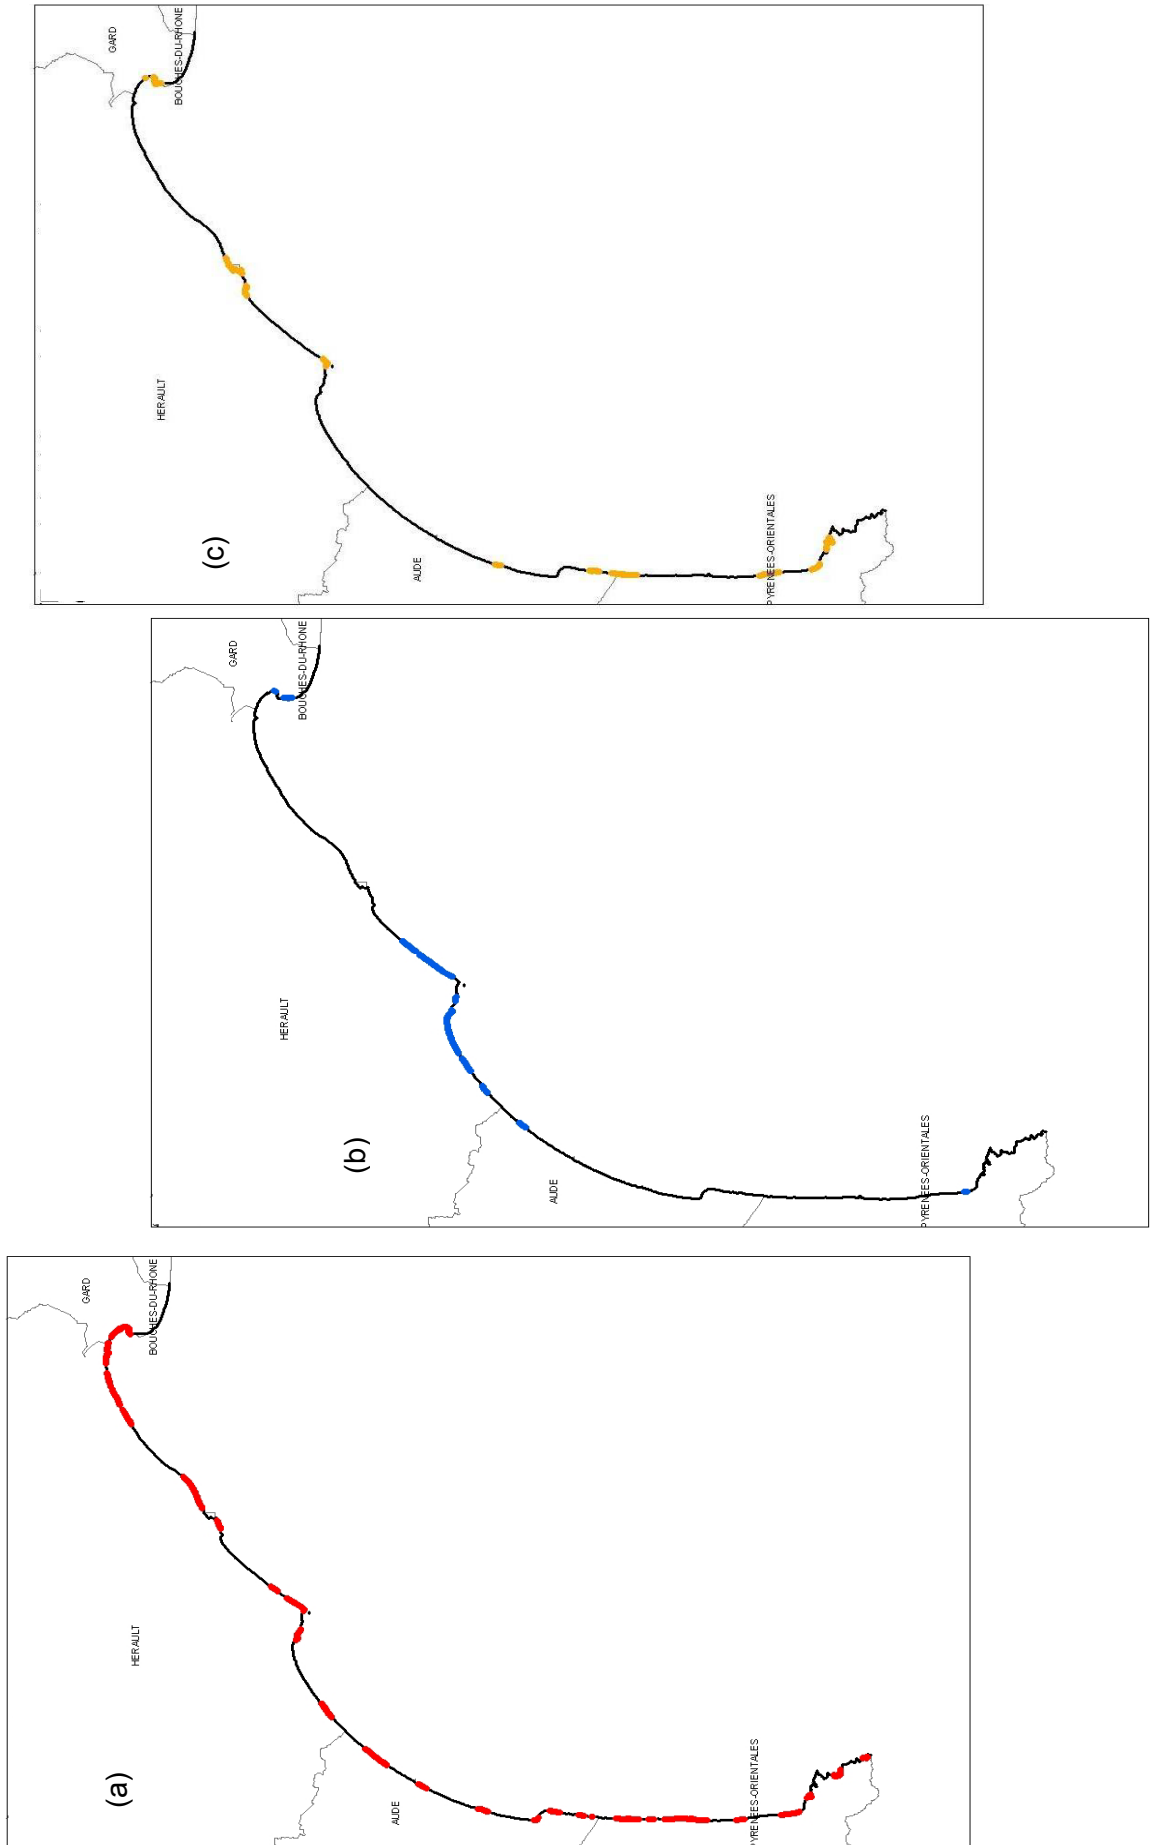 GARD
(a)
HERAULT
BOUCHES-DU-RHONE
AUDE
PYRENEES-ORIENTALES
GARD
HERAULT
BOUCHES-DU-RHONE
(b)
AUDE
PYRENEES-ORIENTALES
GARD
HERAULT
BOUCHES-DU-RHONE
(c)
AUDE
PYRENEES-ORIENTALES